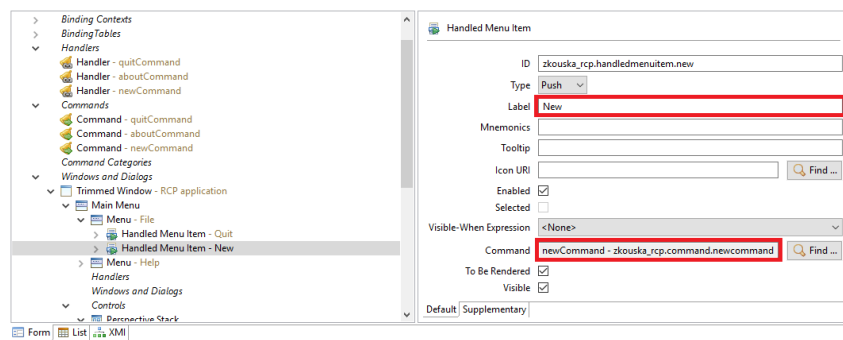 Binding Contexts
BindingTables
Handlers
Handler - quitCommand
Handler - aboutCommand
Handler - newCommand
Commands
Command - quitCommand
Command - aboutCommand
Command - newCommand
Command Categories
Windows and Dialogs
Trimmed Window - RCP application
Main Menu
Menu - File
Handled Menu Item - Quit
Handled Menu Item - New
Menu - Help
Handlers
Windows and Dialogs
Controls
Perspective Stack
Form List XMI
Handled Menu Item
ID zkouska_rcp.handledmenuitem.new
Type Push
Label New
Mnemonics
Tooltip
Icon URI Find ...
Enabled
Selected
Visible-When Expression <None>
Command newCommand - zkouska_rcp.command.newcommand Find ...
To Be Rendered
Visible
Default Supplementary